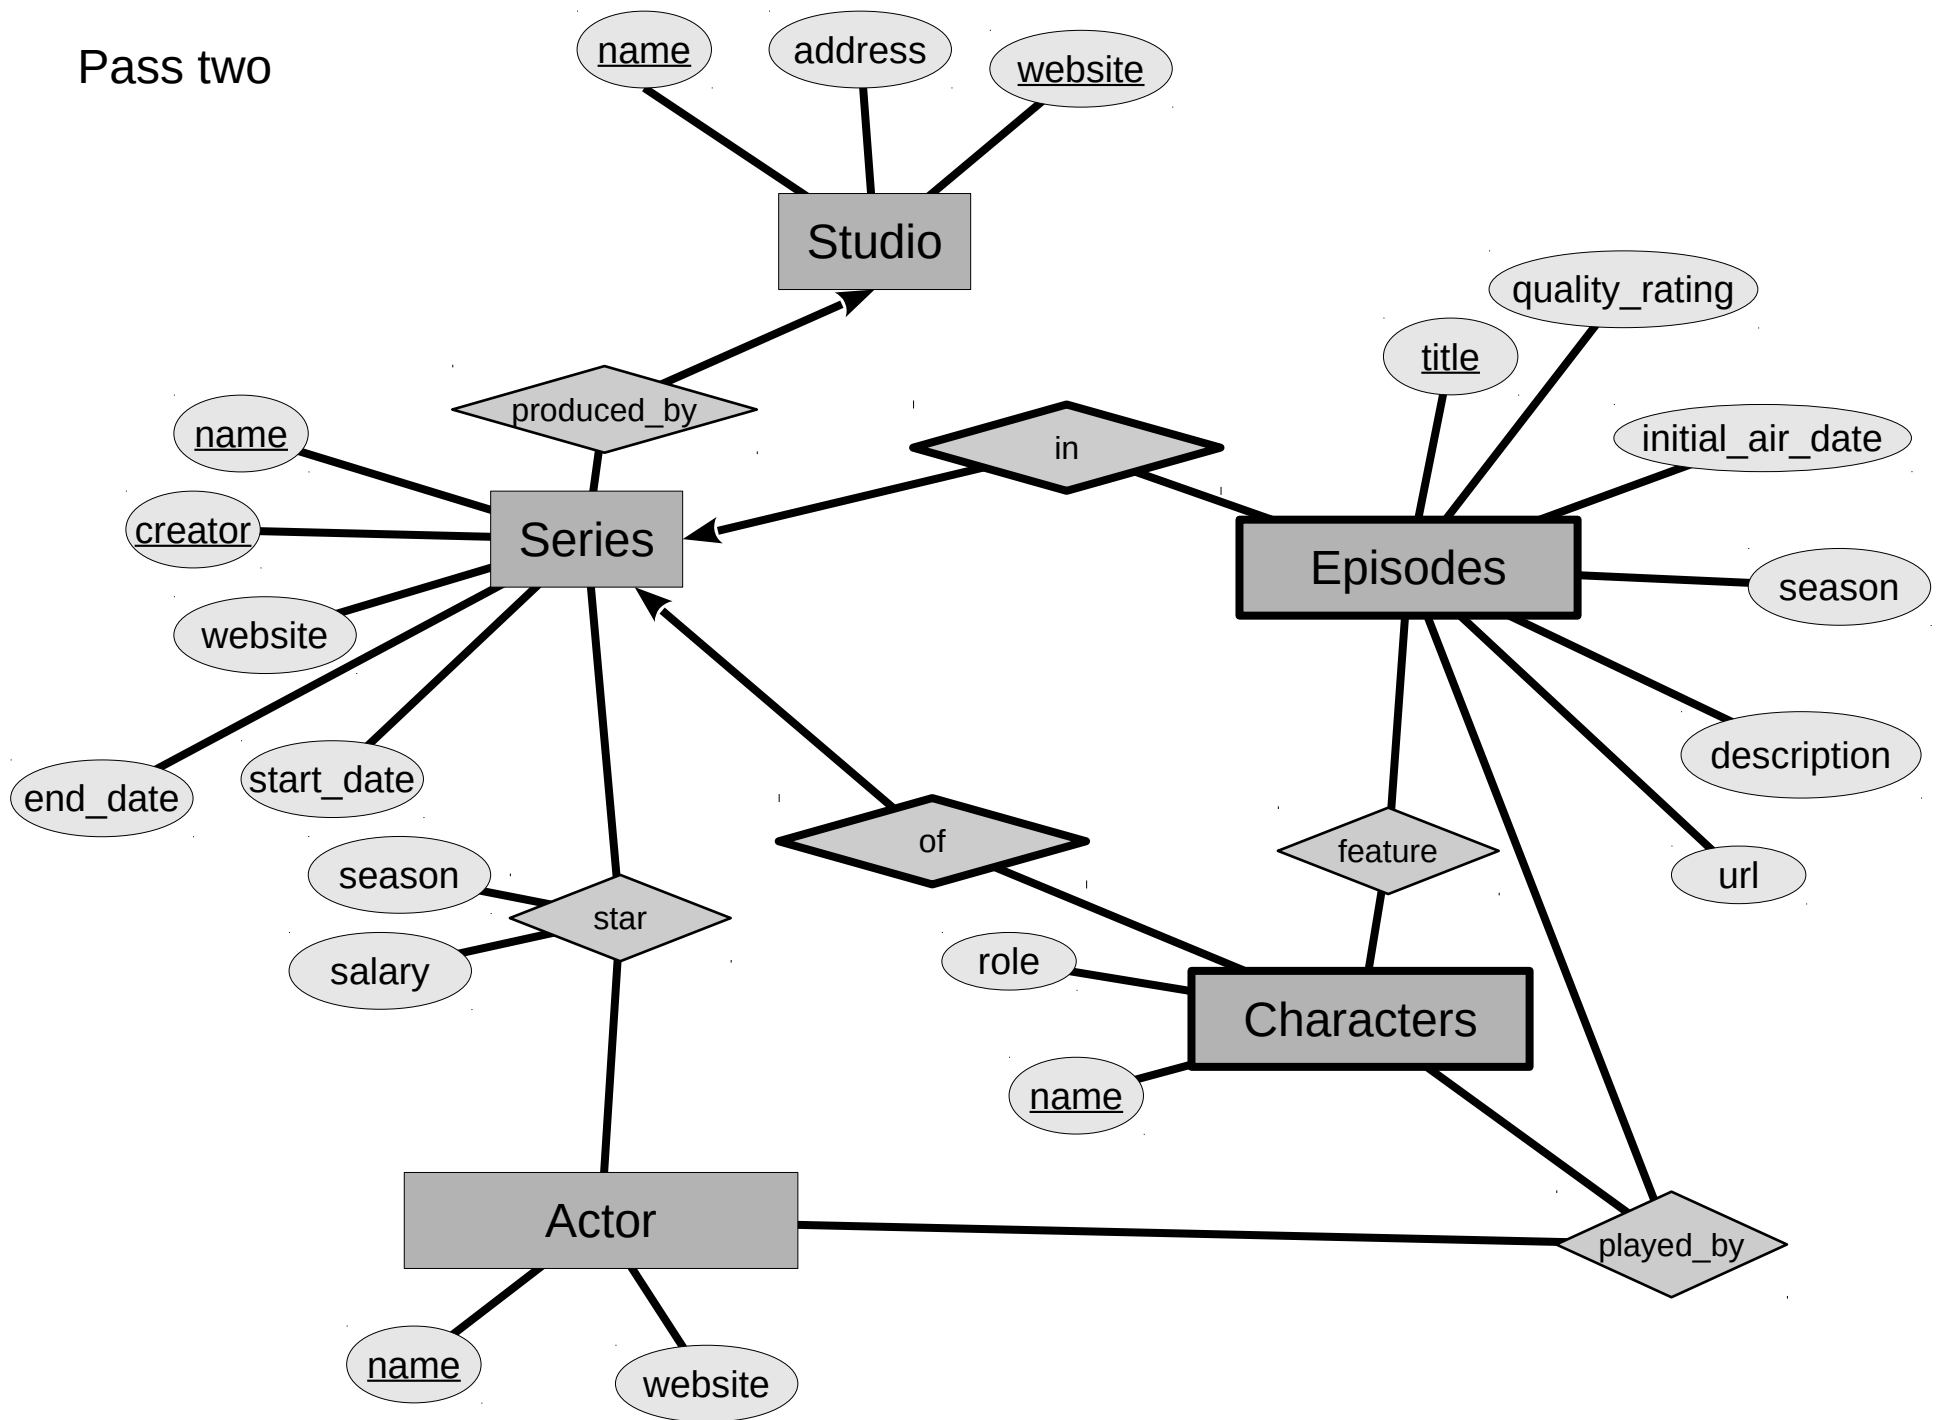 Pass two
name
address
website
Studio
quality_rating
title
produced_by
name
in
initial_air_date
creator
Series
Episodes
season
website
description
end_date
start_date
of
feature
season
url
star
salary
role
Characters
name
Actor
played_by
name
website